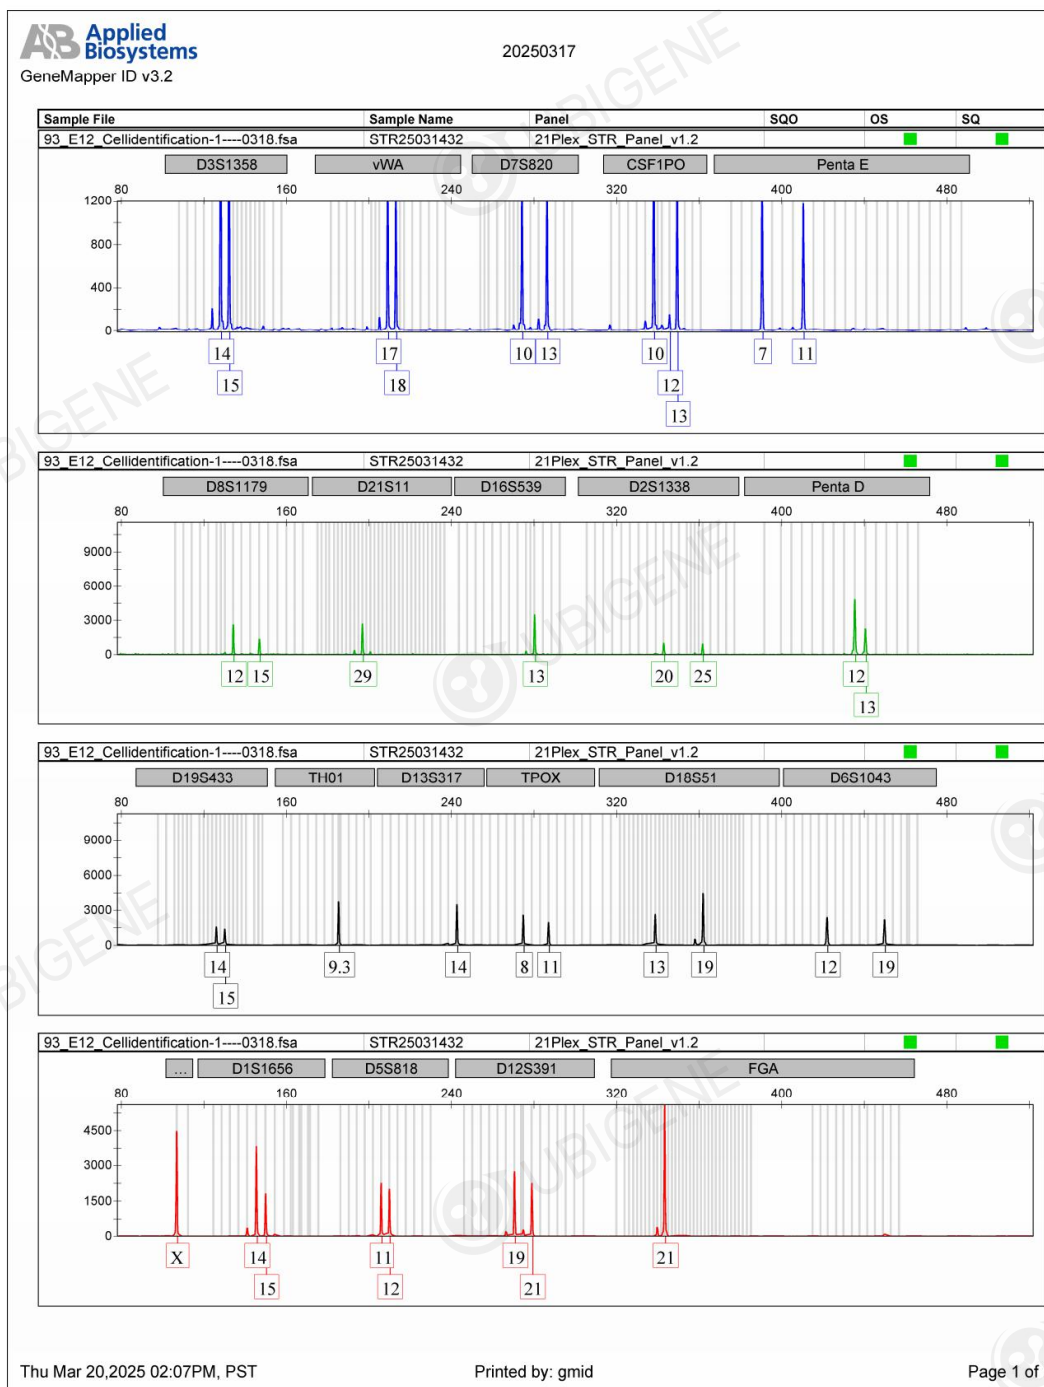 AB Applied
Biosystems
20250317
GeneMapper ID v3.2
Sample File Sample Name Panel SQO OS SQ
93_E12_Cellidentification-1----0318.fsa STR25031432 21Plex_STR_Panel_v1.2
D3S1358 vWA D7S820 CSF1PO Penta E
80 160 240 320 400 480
1200
800
400
0
14 17 10 13 10 7 11
15 18 12
13
93_E12_Cellidentification-1----0318.fsa STR25031432 21Plex_STR_Panel_v1.2
D8S1179 D21S11 D16S539 D2S1338 Penta D
80 160 240 320 400 480
9000
6000
3000
0
12 15 29 13 20 25 12
13
93_E12_Cellidentification-1----0318.fsa STR25031432 21Plex_STR_Panel_v1.2
D19S433 TH01 D13S317 TPOX D18S51 D6S1043
80 160 240 320 400 480
9000
6000
3000
0
14 9.3 14 8 11 13 19 12 19
15
93_E12_Cellidentification-1----0318.fsa STR25031432 21Plex_STR_Panel_v1.2
... D1S1656 D5S818 D12S391 FGA
80 160 240 320 400 480
4500
3000
1500
0
X 14 11 19 21
15 12 21
Thu Mar 20,2025 02:07PM, PST Printed by: gmid Page 1 of
UBIGENE
UBIGENE
UBIGENE
UBIGENE
UBIGENE